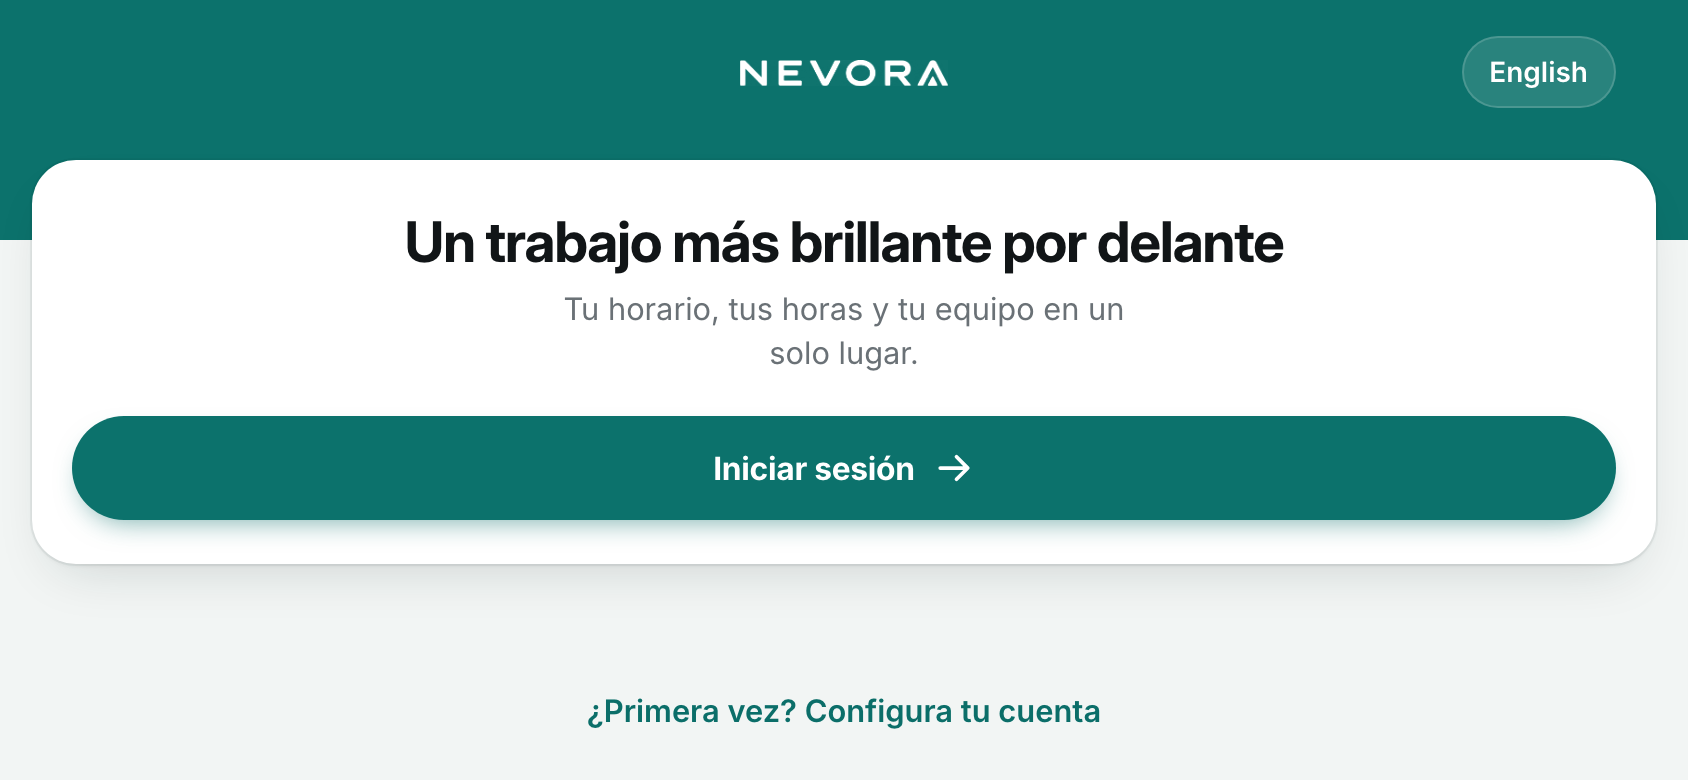 NEVORA
English
Un trabajo más brillante por delante
Tu horario, tus horas y tu equipo en un
solo lugar.
Iniciar sesión
¿Primera vez? Configura tu cuenta